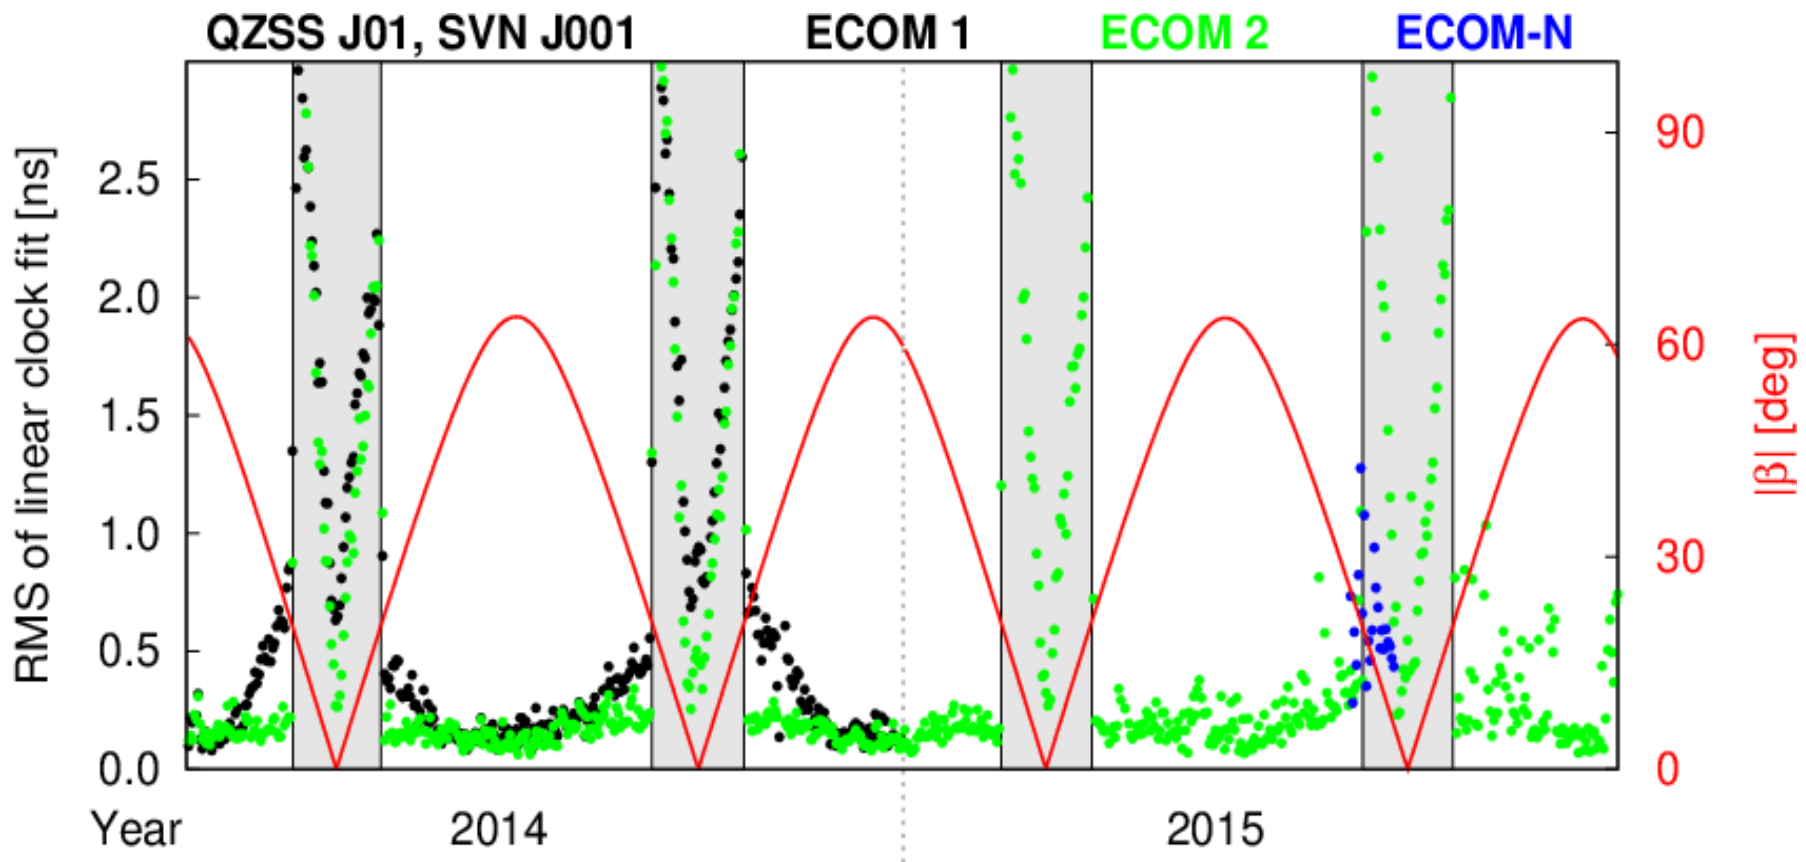 QZSS J01, SVN J001 ECOM 1 ECOM 2 ECOM-N
RMS of linear clock fit [ns]
2.5
2.0
1.5
1.0
0.5
0.0
90
60
30
0
|β| [deg]
Year 2014 2015